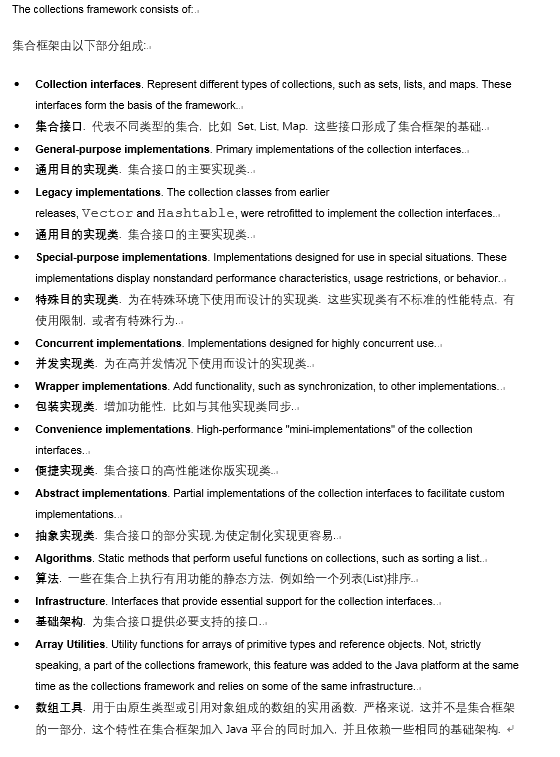 The collections framework consists of:
集合框架由以下部分组成:
• Collection interfaces. Represent different types of collections, such as sets, lists, and maps. These
interfaces form the basis of the framework.
• 集合接口. 代表不同类型的集合, 比如 Set, List, Map. 这些接口形成了集合框架的基础.
• General-purpose implementations. Primary implementations of the collection interfaces.
• 通用目的实现类. 集合接口的主要实现类.
• Legacy implementations. The collection classes from earlier
releases, Vector and Hashtable, were retrofitted to implement the collection interfaces.
• 通用目的实现类. 集合接口的主要实现类.
• Special-purpose implementations. Implementations designed for use in special situations. These
implementations display nonstandard performance characteristics, usage restrictions, or behavior.
• 特殊目的实现类. 为在特殊环境下使用而设计的实现类. 这些实现类有不标准的性能特点, 有
使用限制, 或者有特殊行为.
• Concurrent implementations. Implementations designed for highly concurrent use.
• 并发实现类. 为在高并发情况下使用而设计的实现类.
• Wrapper implementations. Add functionality, such as synchronization, to other implementations.
• 包装实现类. 增加功能性, 比如与其他实现类同步.
• Convenience implementations. High-performance "mini-implementations" of the collection
interfaces.
• 便捷实现类. 集合接口的高性能迷你版实现类.
• Abstract implementations. Partial implementations of the collection interfaces to facilitate custom
implementations.
• 抽象实现类. 集合接口的部分实现,为使定制化实现更容易.
• Algorithms. Static methods that perform useful functions on collections, such as sorting a list.
• 算法. 一些在集合上执行有用功能的静态方法, 例如给一个列表(List)排序.
• Infrastructure. Interfaces that provide essential support for the collection interfaces.
• 基础架构. 为集合接口提供必要支持的接口.
• Array Utilities. Utility functions for arrays of primitive types and reference objects. Not, strictly
speaking, a part of the collections framework, this feature was added to the Java platform at the same
time as the collections framework and relies on some of the same infrastructure.
• 数组工具. 用于由原生类型或引用对象组成的数组的实用函数. 严格来说, 这并不是集合框架
的一部分, 这个特性在集合框架加入 Java 平台的同时加入, 并且依赖一些相同的基础架构.